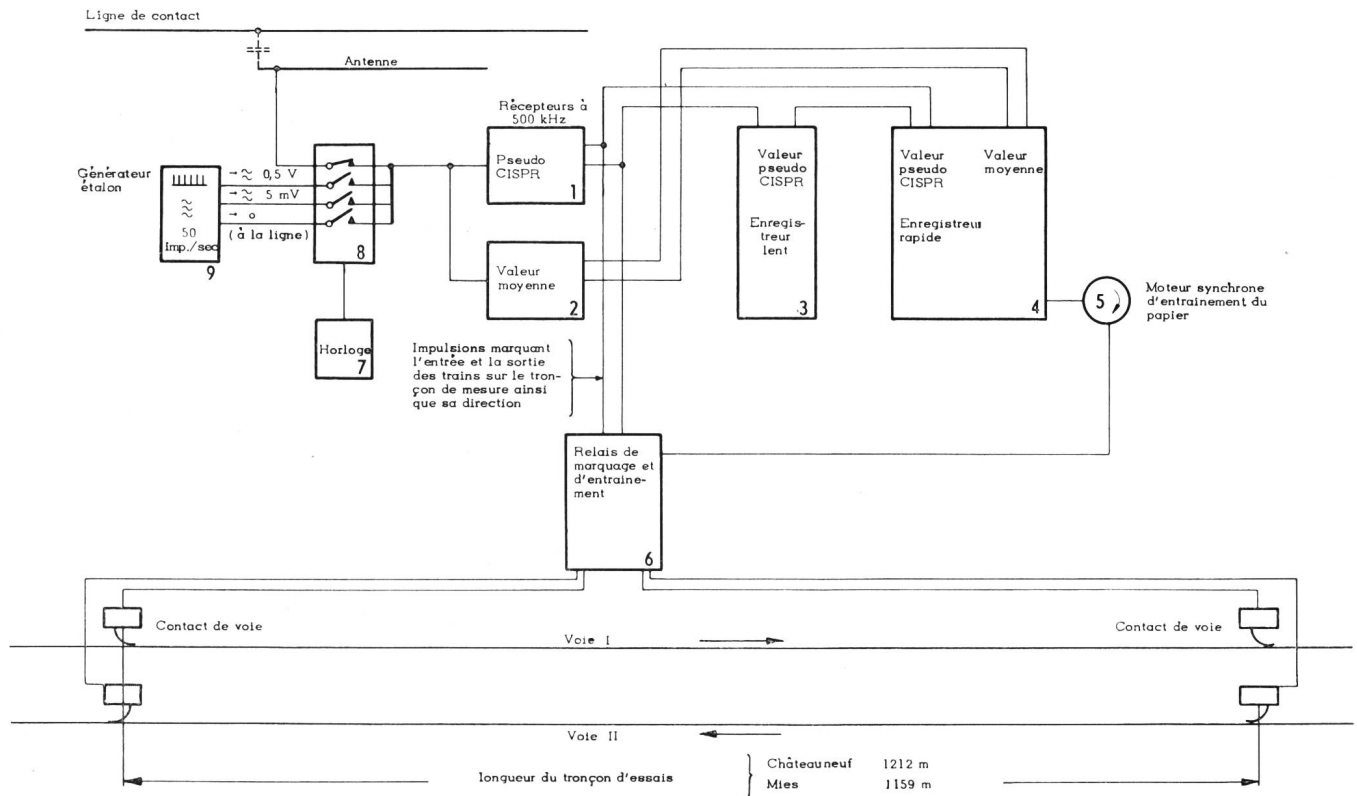 Ligne de contact
Antenne
Récepteurs à
500 kHz
Générateur
étalon
50
Imp./sec
9
→ ≈ 0,5 V
→ ≈ 5 mV
→ o
(à la ligne)
8
Horloge
7
Pseudo
CISPR
1
Valeur
moyenne
2
Valeur
pseudo
CISPR
Enregis-
treur
lent
3
Valeur
pseudo
CISPR
Valeur
moyenne
Enregistreur
rapide
4
5
Moteur synchrone
d'entraînement du
papier
Impulsions marquant
l'entrée et la sortie
des trains sur le tron-
çon de mesure ainsi
que sa direction
Relais de
marquage et
d'entraine-
ment
6
Contact de voie
Voie I
Contact de voie
Voie II
longueur du tronçon d'essais
Châteauneuf 1212 m
Mies 1159 m